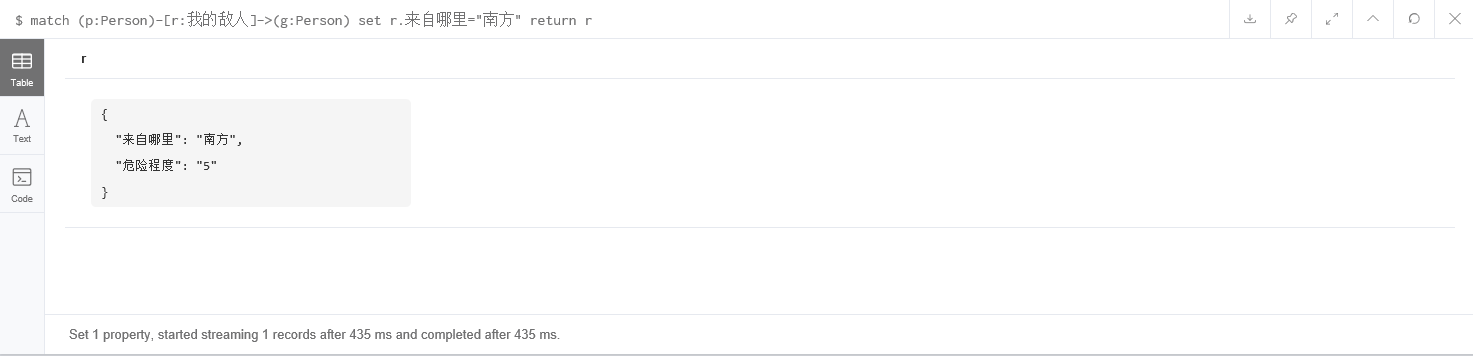 $ match (p:Person)-[r:我的敌人]->(g:Person) set r.来自哪里="南方" return r
r
Table
{
"来自哪里": "南方",
"危险程度": "5"
}
Text
Code
Set 1 property, started streaming 1 records after 435 ms and completed after 435 ms.